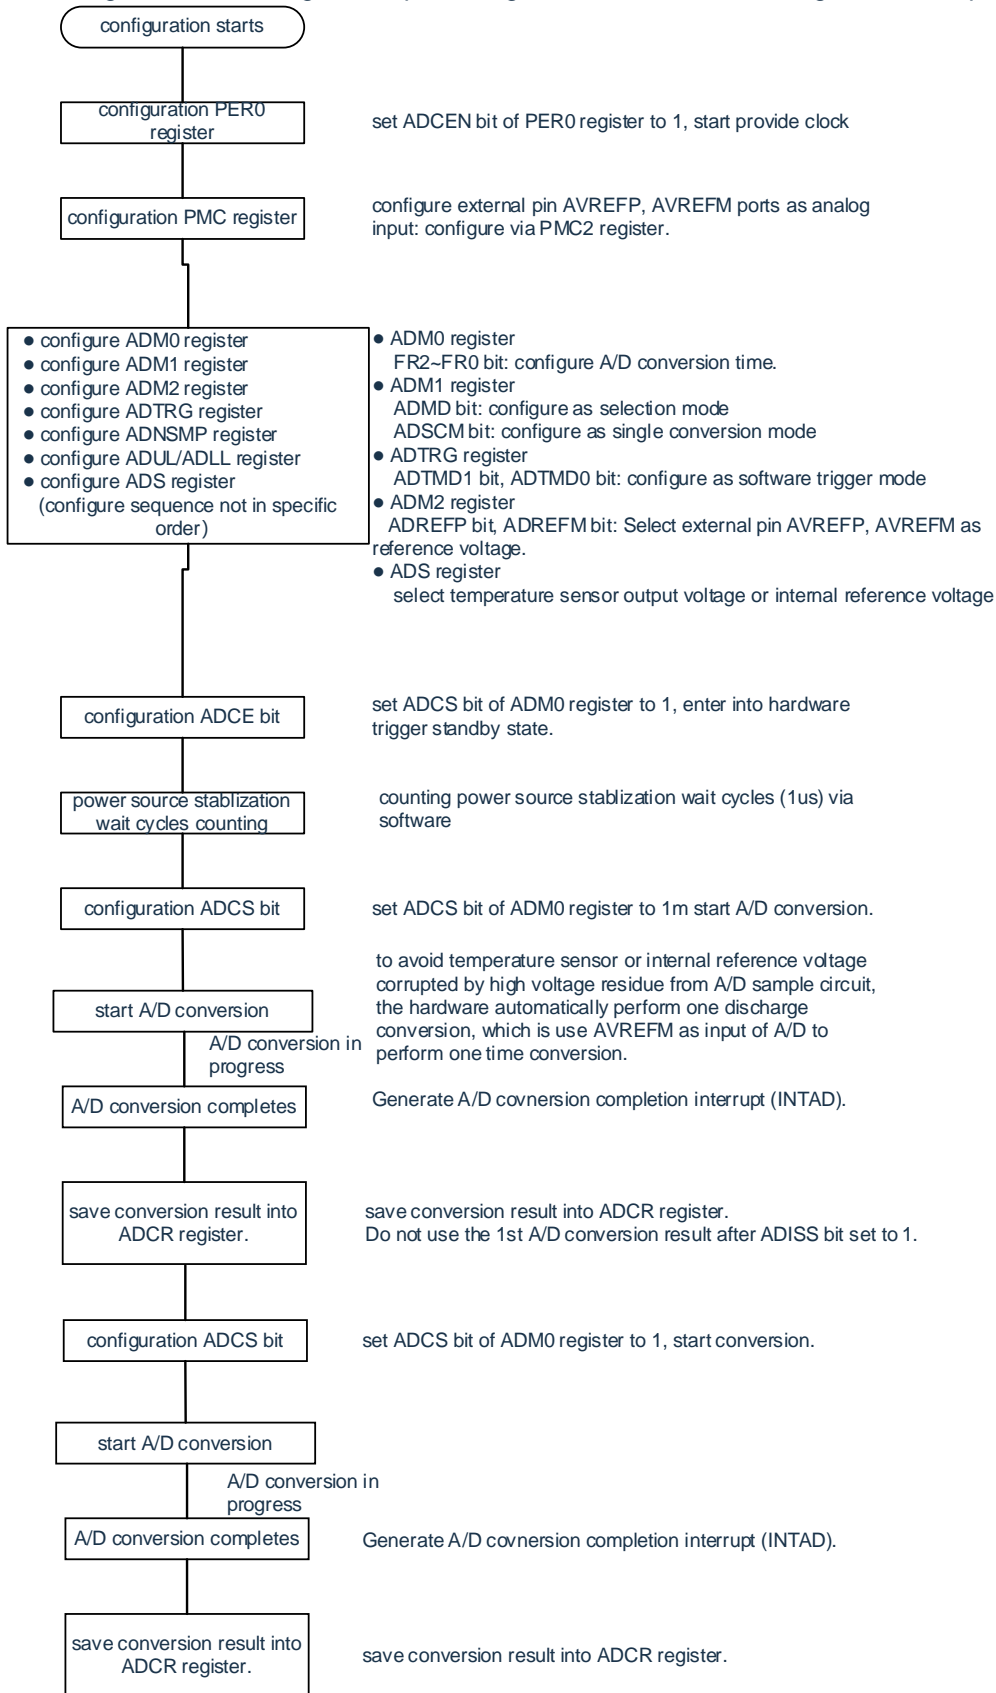 configuration starts
configuration PER0
register
set ADCEN bit of PER0 register to 1, start provide clock
configuration PMC register
configure external pin AVREFP, AVREFM ports as analog
input: configure via PMC2 register.
● configure ADM0 register
● configure ADM1 register
● configure ADM2 register
● configure ADTRG register
● configure ADNSMP register
● configure ADUL/ADLL register
● configure ADS register
(configure sequence not in specific
order)
● ADM0 register
FR2~FR0 bit: configure A/D conversion time.
● ADM1 register
ADMD bit: configure as selection mode
ADSCM bit: configure as single conversion mode
● ADTRG register
ADTMD1 bit, ADTMD0 bit: configure as software trigger mode
● ADM2 register
ADREFP bit, ADREFM bit: Select external pin AVREFP, AVREFM as
reference voltage.
● ADS register
select temperature sensor output voltage or internal reference voltage
configuration ADCE bit
set ADCS bit of ADM0 register to 1, enter into hardware
trigger standby state.
power source stablization
wait cycles counting
counting power source stablization wait cycles (1us) via
software
configuration ADCS bit
set ADCS bit of ADM0 register to 1m start A/D conversion.
start A/D conversion
to avoid temperature sensor or internal reference voltage
corrupted by high voltage residue from A/D sample circuit,
the hardware automatically perform one discharge
conversion, which is use AVREFM as input of A/D to
perform one time conversion.
A/D conversion in
progress
A/D conversion completes
Generate A/D covnersion completion interrupt (INTAD).
save conversion result into
ADCR register.
save conversion result into ADCR register.
Do not use the 1st A/D conversion result after ADISS bit set to 1.
configuration ADCS bit
set ADCS bit of ADM0 register to 1, start conversion.
start A/D conversion
A/D conversion in
progress
A/D conversion completes
Generate A/D covnersion completion interrupt (INTAD).
save conversion result into
ADCR register.
save conversion result into ADCR register.